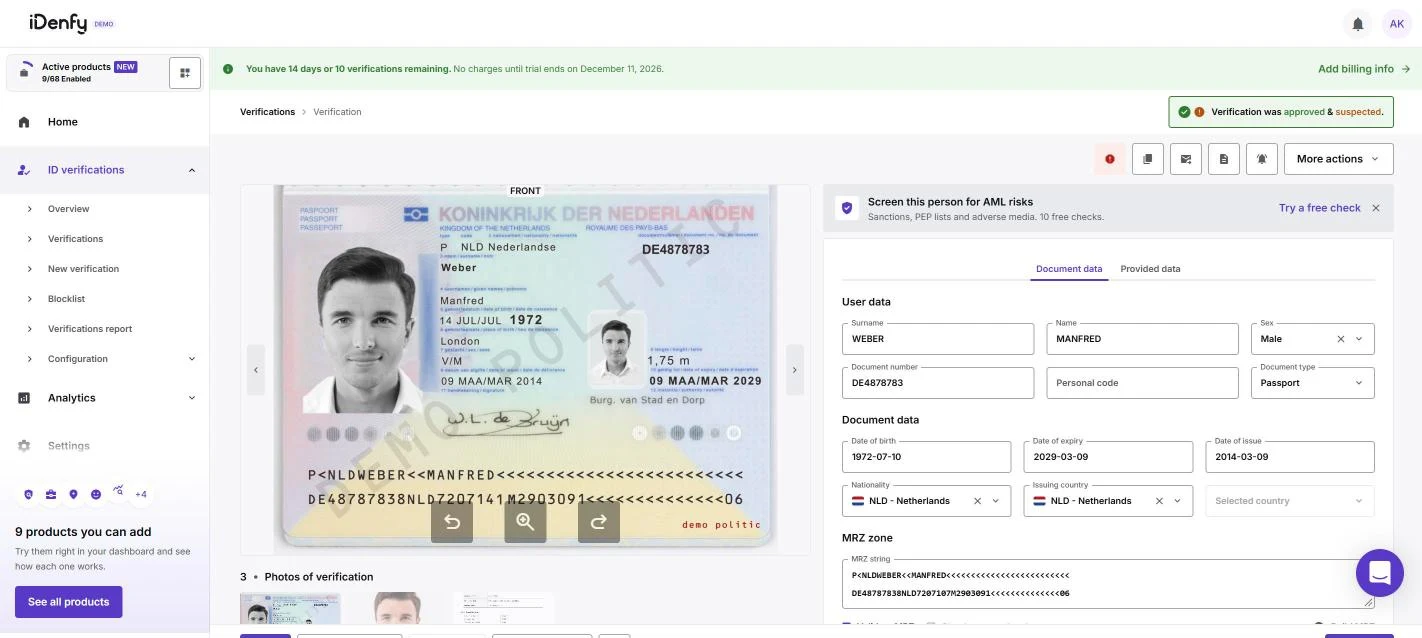 iDenfy DEMO
AK
Active products NEW
9/68 Enabled
You have 14 days or 10 verifications remaining. No charges until trial ends on December 11, 2026.
Add billing info
Verifications > Verification
Verification was approved & suspected.
Home
ID verifications
Overview
Verifications
New verification
Blocklist
Verifications report
Configuration
Analytics
Settings
+4
9 products you can add
Try them right in your dashboard and see
how each one works.
See all products
More actions
FRONT
PASPOORT
PASSPORT
PASSEPORT
KONINKRIJK DER NEDERLANDEN
KINGDOM OF THE NETHERLANDS
ROYAUME DES PAYS-BAS
P NLD Nederlandse
DE4878783
Weber
Manfred
14 JUL/JUL 1972
London
V/M
1,75 m
09 MAA/MAR 2014
09 MAA/MAR 2029
Burg. van Stad en Dorp
W.L. de Bruijn
DEMO POLITIC
P<NLDWEBER<<MANFRED<<<<<<<<<<<<<<<<<<<<<<<<<
DE48787838NLD7207141M2903091<<<<<<<<<<<<<<06
demo politic
3 • Photos of verification
Screen this person for AML risks
Sanctions, PEP lists and adverse media. 10 free checks.
Try a free check
Document data
Provided data
User data
Surname
WEBER
Name
MANFRED
Sex
Male
Document number
DE4878783
Personal code
Document type
Passport
Document data
Date of birth
1972-07-10
Date of expiry
2029-03-09
Date of issue
2014-03-09
Nationality
NLD - Netherlands
Issuing country
NLD - Netherlands
Selected country
MRZ zone
MRZ string
P<NLDWEBER<<MANFRED<<<<<<<<<<<<<<<<<<<<<<<<<
DE48787838NLD7207107M2903091<<<<<<<<<<<<<<06